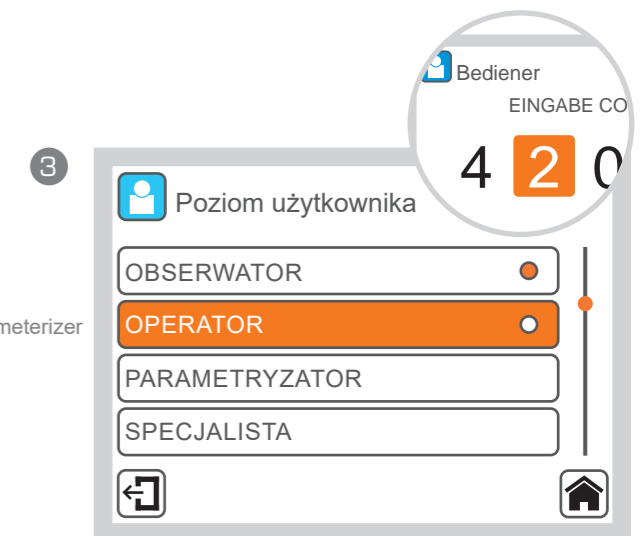 Bediener
EINGABE CO
4 2 0
3
Poziom użytkownika
OBSERWATOR
OPERATOR
meterizer
PARAMETRYZATOR
SPECJALISTA